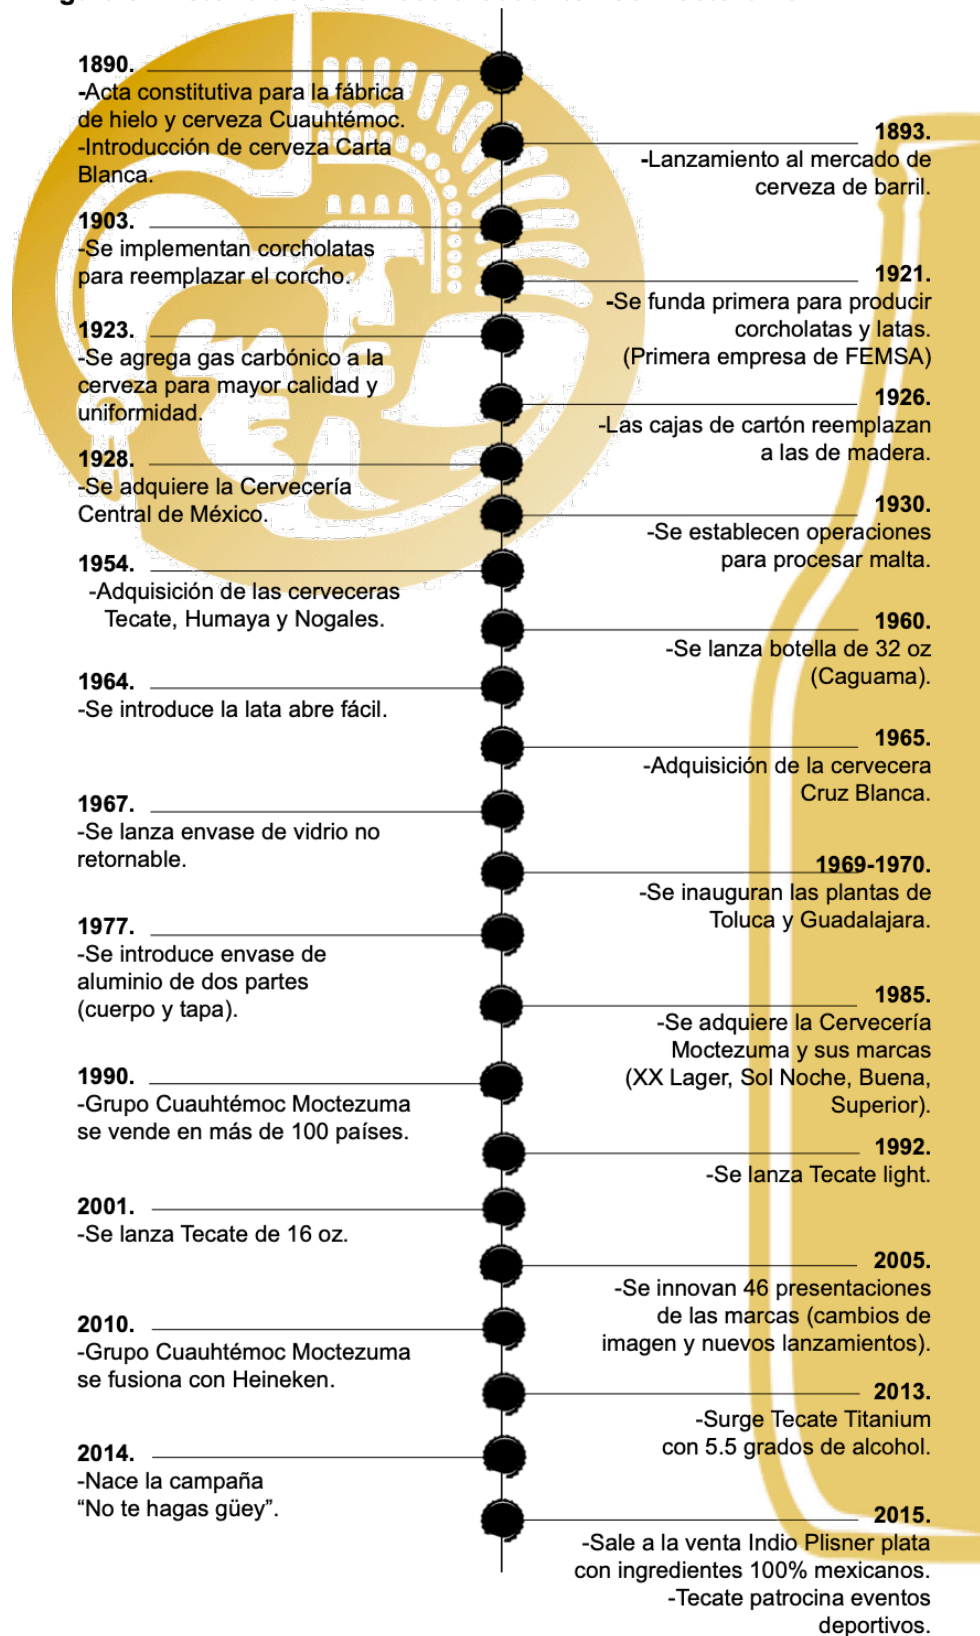 1890.
-Acta constitutiva para la fábrica
de hielo y cerveza Cuauhtémoc.
-Introducción de cerveza Carta
Blanca.
1893.
-Lanzamiento al mercado de
cerveza de barril.
1903.
-Se implementan corcholatas
para reemplazar el corcho.
1921.
-Se funda primera para producir
corcholatas y latas.
(Primera empresa de FEMSA)
1923.
-Se agrega gas carbónico a la
cerveza para mayor calidad y
uniformidad.
1926.
-Las cajas de cartón reemplazan
a las de madera.
1928.
-Se adquiere la Cervecería
Central de México.
1930.
-Se establecen operaciones
para procesar malta.
1954.
-Adquisición de las cerveceras
Tecate, Humaya y Nogales.
1960.
-Se lanza botella de 32 oz
(Caguama).
1964.
-Se introduce la lata abre fácil.
1965.
-Adquisición de la cervecera
Cruz Blanca.
1967.
-Se lanza envase de vidrio no
retornable.
1969-1970.
-Se inauguran las plantas de
Toluca y Guadalajara.
1977.
-Se introduce envase de
aluminio de dos partes
(cuerpo y tapa).
1985.
-Se adquiere la Cervecería
Moctezuma y sus marcas
(XX Lager, Sol Noche, Buena,
Superior).
1990.
-Grupo Cuauhtémoc Moctezuma
se vende en más de 100 países.
1992.
-Se lanza Tecate light.
2001.
-Se lanza Tecate de 16 oz.
2005.
-Se innovan 46 presentaciones
de las marcas (cambios de
imagen y nuevos lanzamientos).
2010.
-Grupo Cuauhtémoc Moctezuma
se fusiona con Heineken.
2013.
-Surge Tecate Titanium
con 5.5 grados de alcohol.
2014.
-Nace la campaña
“No te hagas güey”.
2015.
-Sale a la venta Indio Plisner plata
con ingredientes 100% mexicanos.
-Tecate patrocina eventos
deportivos.